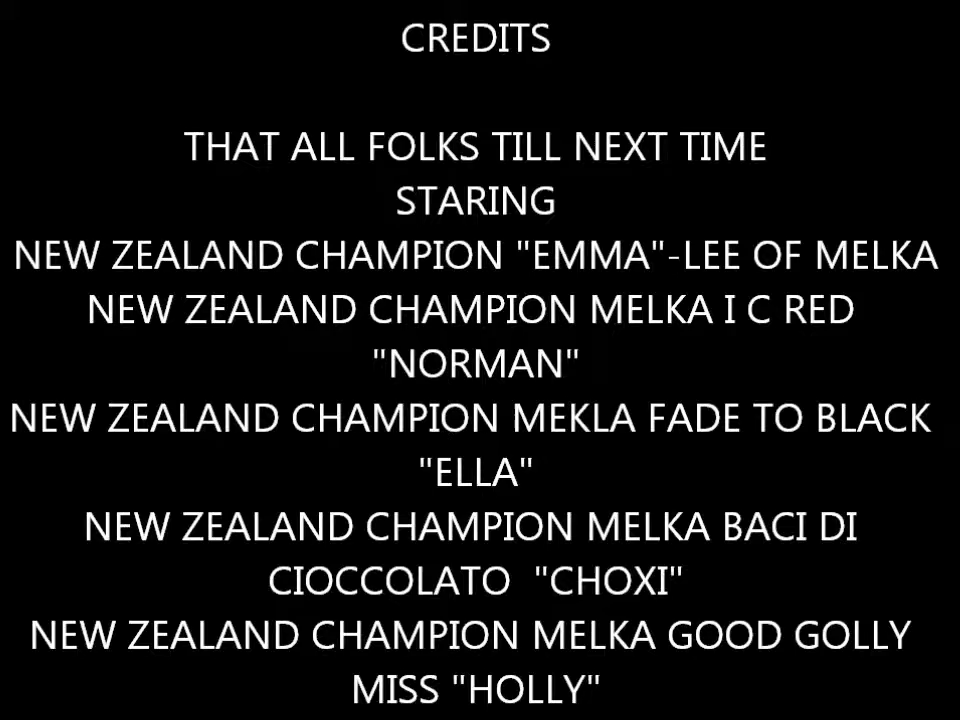 CREDITS
THAT ALL FOLKS TILL NEXT TIME
STARING
NEW ZEALAND CHAMPION "EMMA"-LEE OF MELKA
NEW ZEALAND CHAMPION MELKA I C RED
"NORMAN"
NEW ZEALAND CHAMPION MEKLA FADE TO BLACK
"ELLA"
NEW ZEALAND CHAMPION MELKA BACI DI
CIOCCOLATO  "CHOXI"
NEW ZEALAND CHAMPION MELKA GOOD GOLLY
MISS "HOLLY"